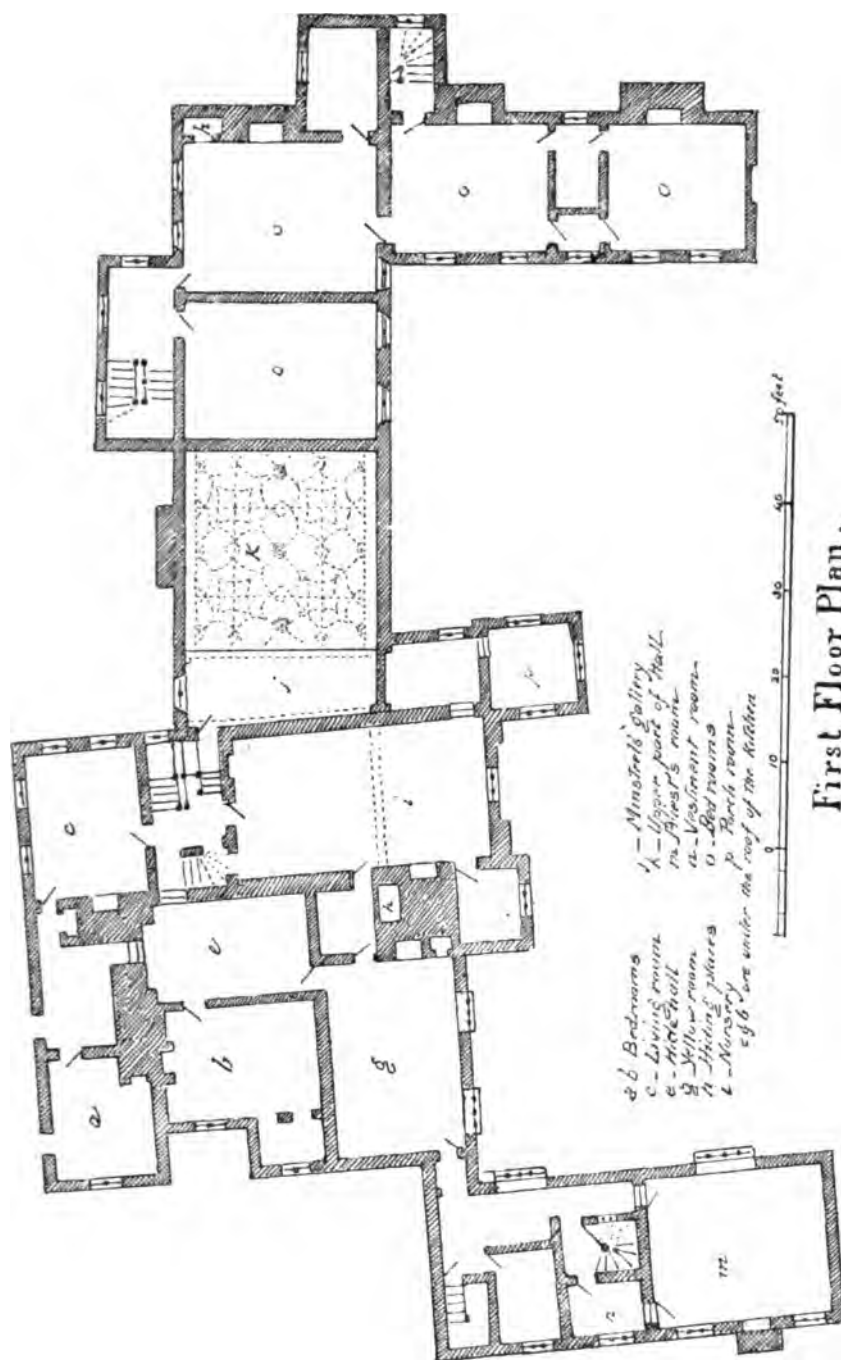 a b Bedrooms
c - Living room
e - Hide hall
g - Yellow room
h - Hiding places
i - Nursery
j - Minstrels' gallery
k - Upper part of Hall
m - Priest's room
n - Vestment room
o - Bedrooms
p Porch room
are under the roof of the Kitchen
0 10 20 30 40 50 feet
First Floor Plan.
a
b
c
e
g
h
h
i
j
k
m
n
o
o
o
o
p